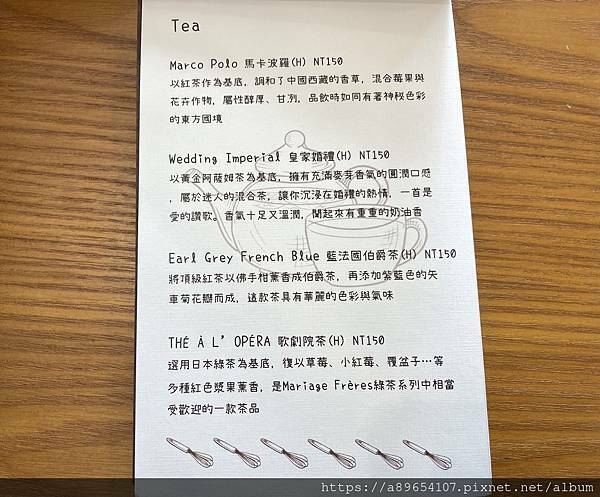 Tea
Marco Polo 馬卡波羅(H) NT150
以紅茶作為基底，調和了中國西藏的香草，混合莓果與
花卉作物，屬性醇厚、甘洌，品飲時如同有著神秘色彩
的東方國境
Wedding Imperial 皇家婚禮(H) NT150
以黃金阿薩姆茶為基底，擁有充滿麥芽香氣的圓潤口感
，屬於迷人的混合茶，讓你沉浸在婚禮的熱情，一首是
愛的讚歌。香氣十足又溫潤，聞起來有重重的奶油香
Earl Grey French Blue 藍法國伯爵茶(H) NT150
將頂級紅茶以佛手柑薰香成伯爵茶，再添加紫藍色的矢
車菊花瓣而成，這款茶具有華麗的色彩與氣味
THÉ À L'OPÉRA 歌劇院茶(H) NT150
選用日本綠茶為基底，復以草莓、小紅莓、覆盆子…等
多種紅色漿果薰香，是Mariage Frères綠茶系列中相當
受歡迎的一款茶品
https://a89654107.pixnet.net/album